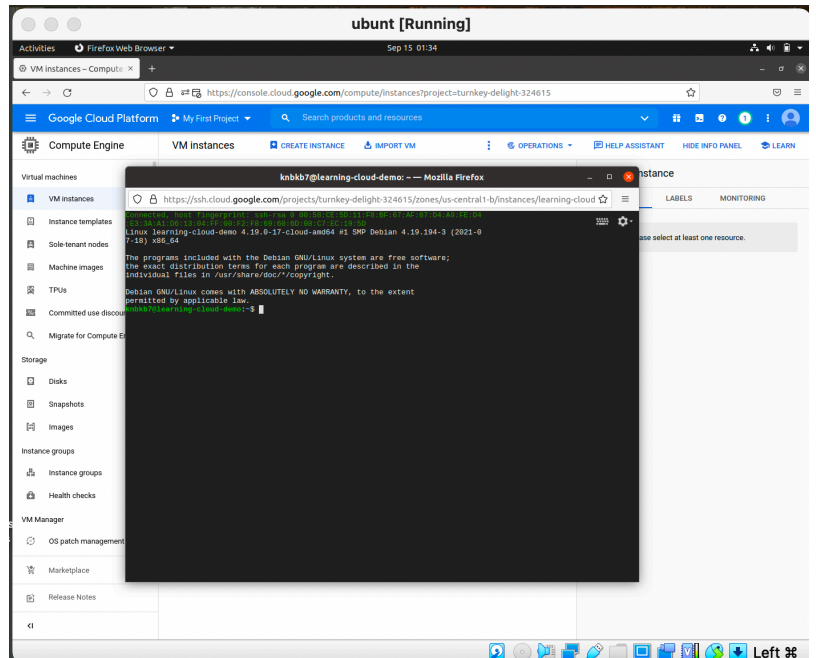 ubunt [Running]
Activities Firefox Web Browser Sep 15 01:34
VM instances – Compute
https://console.cloud.google.com/compute/instances?project=turnkey-delight-324615
Google Cloud Platform My First Project Search products and resources 1
Compute Engine VM instances CREATE INSTANCE IMPORT VM OPERATIONS HELP ASSISTANT HIDE INFO PANEL LEARN
Virtual machines
VM instances
Instance templates
Sole-tenant nodes
Machine images
TPUs
Committed use discou
Migrate for Compute E
Storage
Disks
Snapshots
Images
Instance groups
Instance groups
Health checks
VM Manager
OS patch management
Marketplace
Release Notes
knbkb7@learning-cloud-demo: ~ — Mozilla Firefox
https://ssh.cloud.google.com/projects/turnkey-delight-324615/zones/us-central1-b/instances/learning-cloud
Connected, host fingerprint: ssh-rsa 0
Linux learning-cloud-demo 4.19.0-17-cloud-amd64 #1 SMP Debian 4.19.194-3 (2021-0
7-18) x86_64
The programs included with the Debian GNU/Linux system are free software;
the exact distribution terms for each program are described in the
individual files in /usr/share/doc/*/copyright.
Debian GNU/Linux comes with ABSOLUTELY NO WARRANTY, to the extent
permitted by applicable law.
knbkb7@learning-cloud-demo:~$
nstance
LABELS MONITORING
ase select at least one resource.
Left ⌘